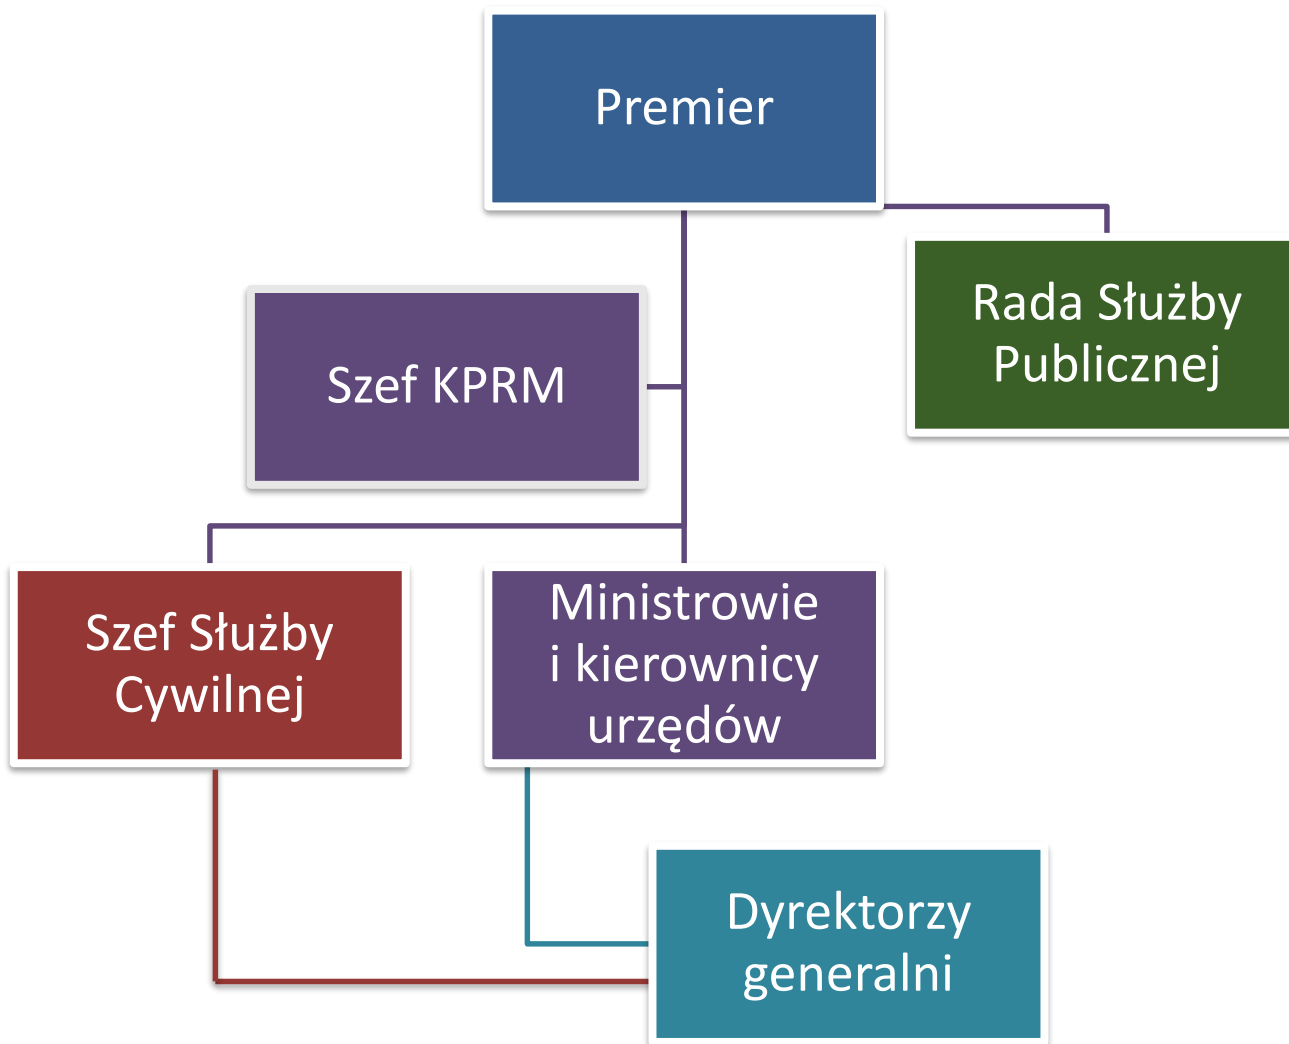 Premier
Rada Służby
Publicznej
Szef KPRM
Szef Służby
Cywilnej
Ministrowie
i kierownicy
urzędów
Dyrektorzy
generalni